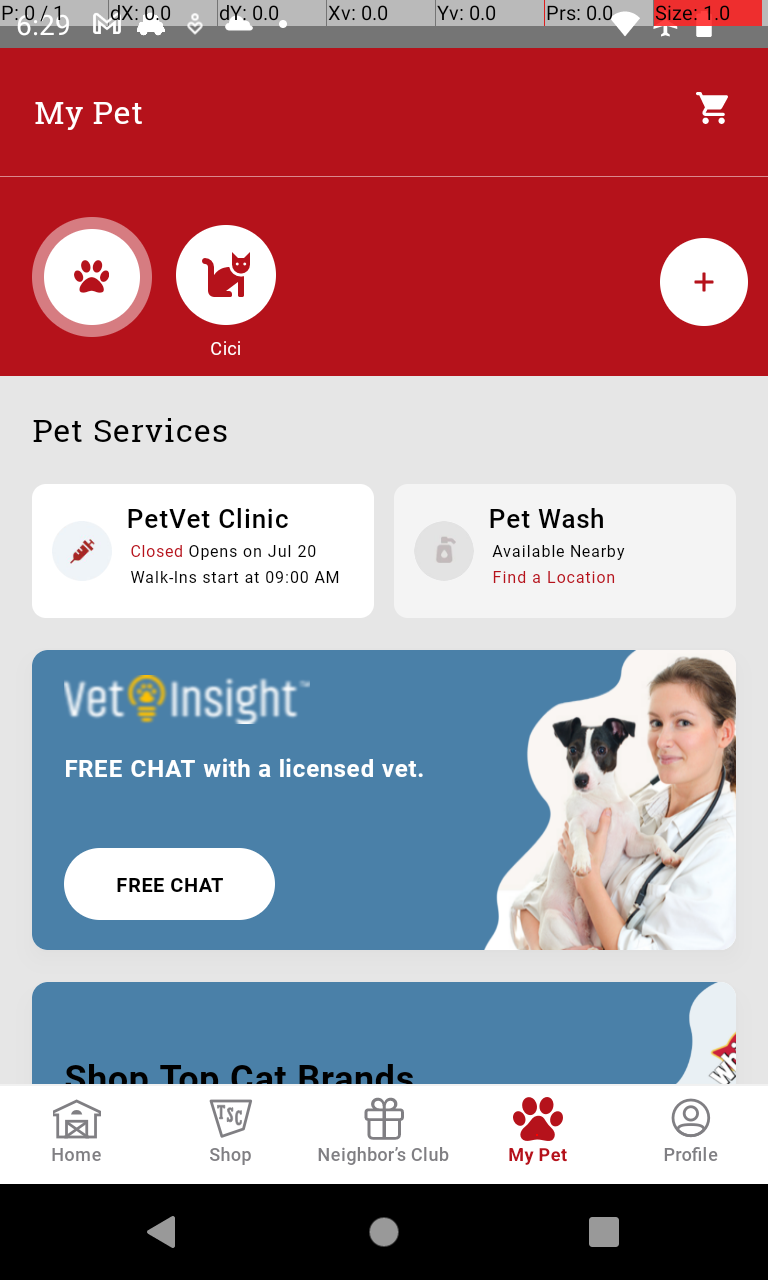 P: 0 / 1 dX: 0.0 dY: 0.0 Xv: 0.0 Yv: 0.0 Prs: 0.0 Size: 1.0
6:29
My Pet
Cici
Pet Services
PetVet Clinic
Closed Opens on Jul 20
Walk-Ins start at 09:00 AM
Pet Wash
Available Nearby
Find a Location
Vet Insight™
FREE CHAT with a licensed vet.
FREE CHAT
Shop Top Cat Brands
whi
Home
TSC
Shop
Neighbor's Club
My Pet
Profile